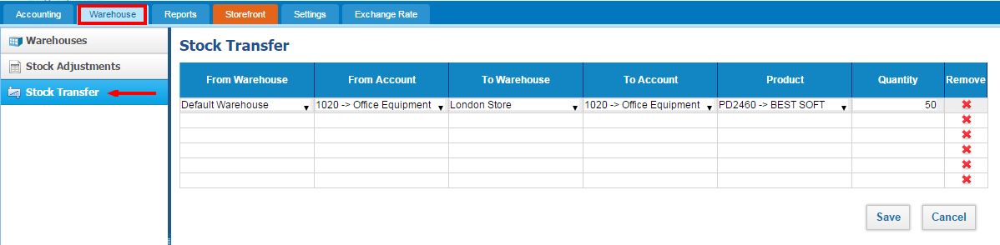 Accounting Warehouse Reports Storefront Settings Exchange Rate
Warehouses
Stock Adjustments
Stock Transfer
Stock Transfer
From Warehouse From Account To Warehouse To Account Product Quantity Remove
Default Warehouse 1020 -> Office Equipment London Store 1020 -> Office Equipment PD2460 -> BEST SOFT 50
Save Cancel